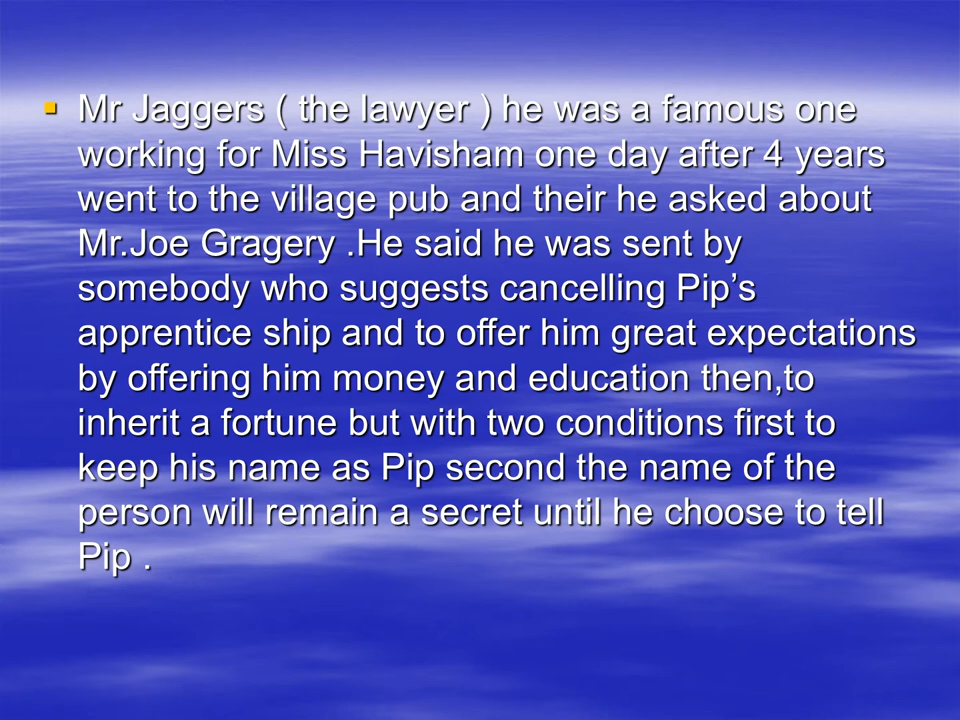 ▪ Mr Jaggers ( the lawyer ) he was a famous one
working for Miss Havisham one day after 4 years
went to the village pub and their he asked about
Mr.Joe Gragery .He said he was sent by
somebody who suggests cancelling Pip’s
apprentice ship and to offer him great expectations
by offering him money and education then,to
inherit a fortune but with two conditions first to
keep his name as Pip second the name of the
person will remain a secret until he choose to tell
Pip .